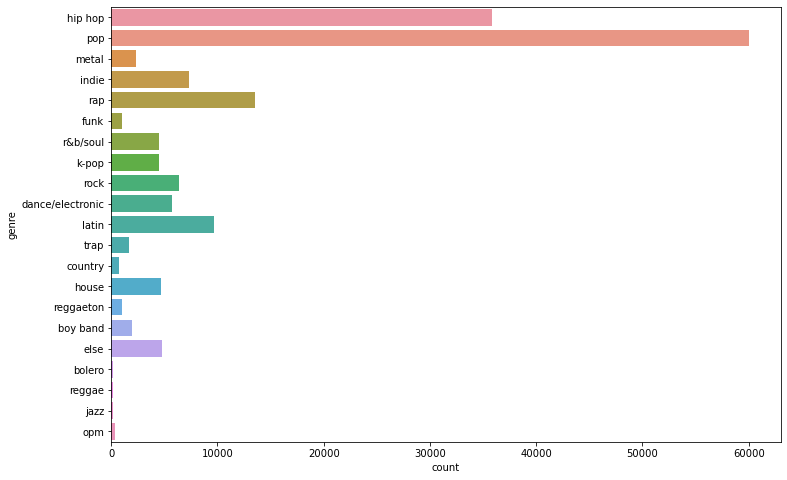 hip hop
pop
metal
indie
rap
funk
r&b/soul
k-pop
rock
dance/electronic
latin
trap
country
house
reggaeton
boy band
else
bolero
reggae
jazz
opm
genre
0 10000 20000 30000 40000 50000 60000
count